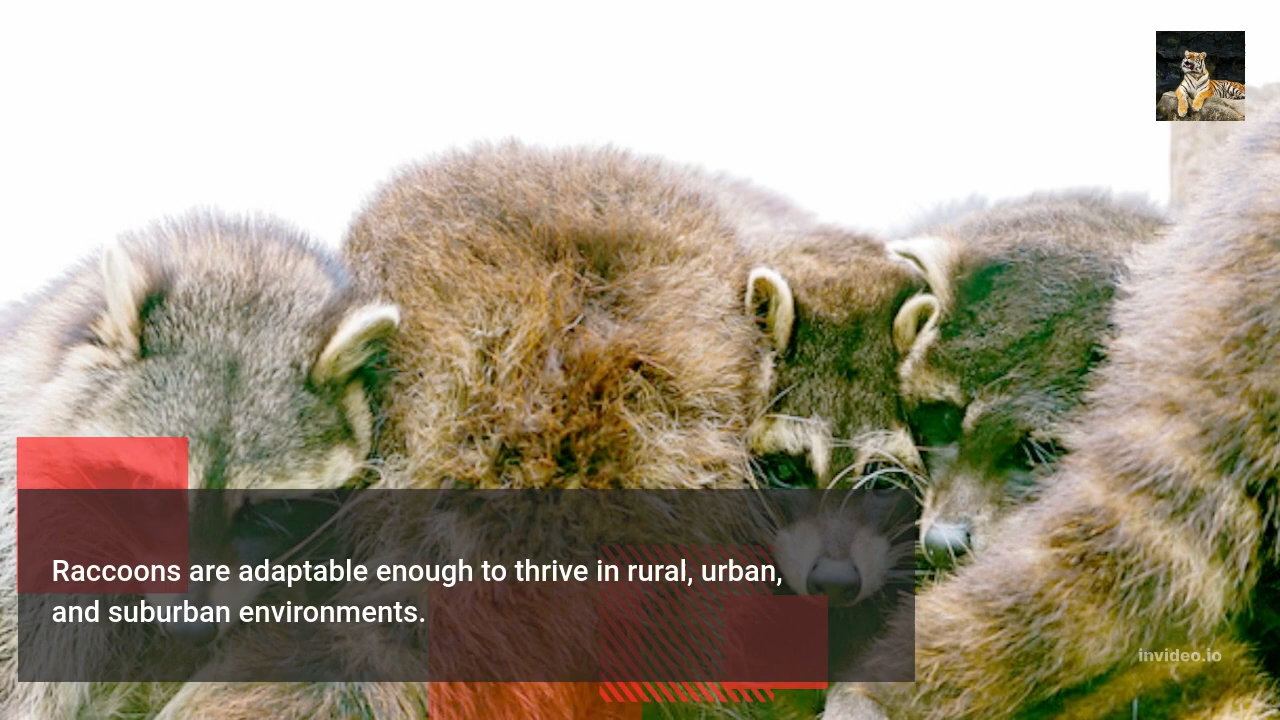 Raccoons are adaptable enough to thrive in rural, urban,
and suburban environments.
invideo.io